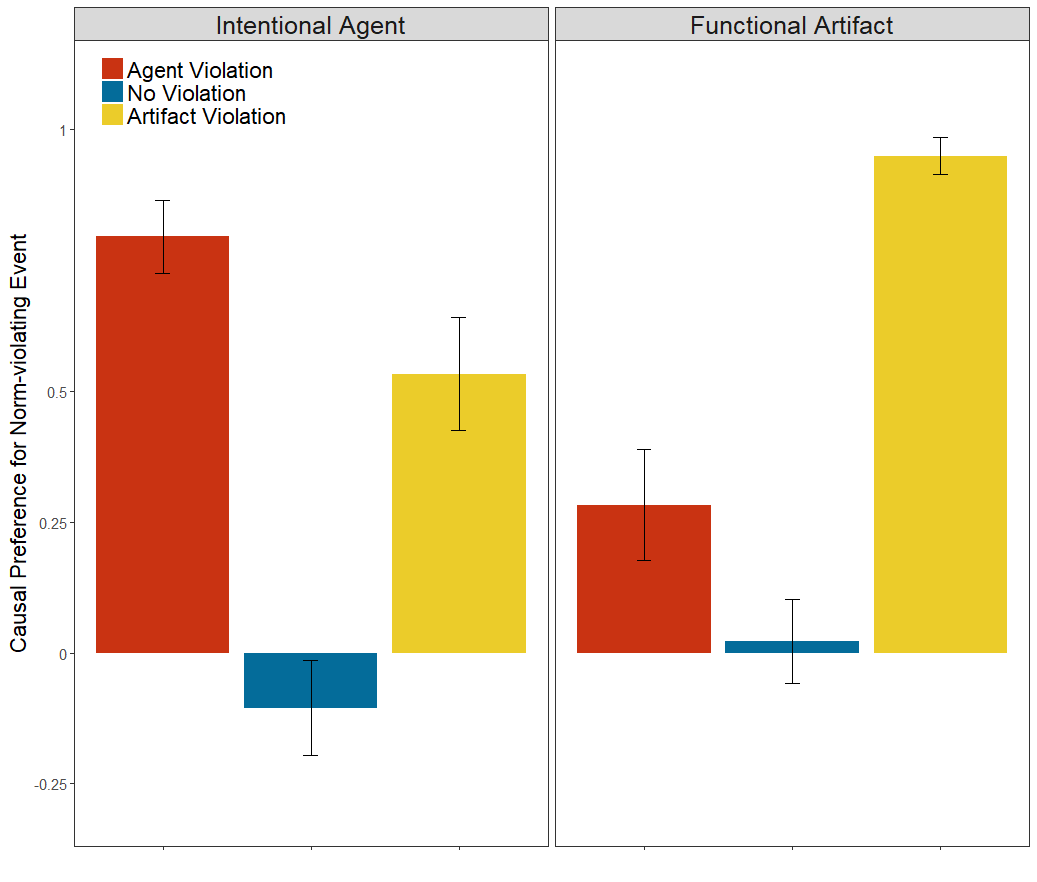 Intentional Agent
Functional Artifact
Agent Violation
No Violation
Artifact Violation
Causal Preference for Norm-violating Event
1
0.5
0.25
0
-0.25